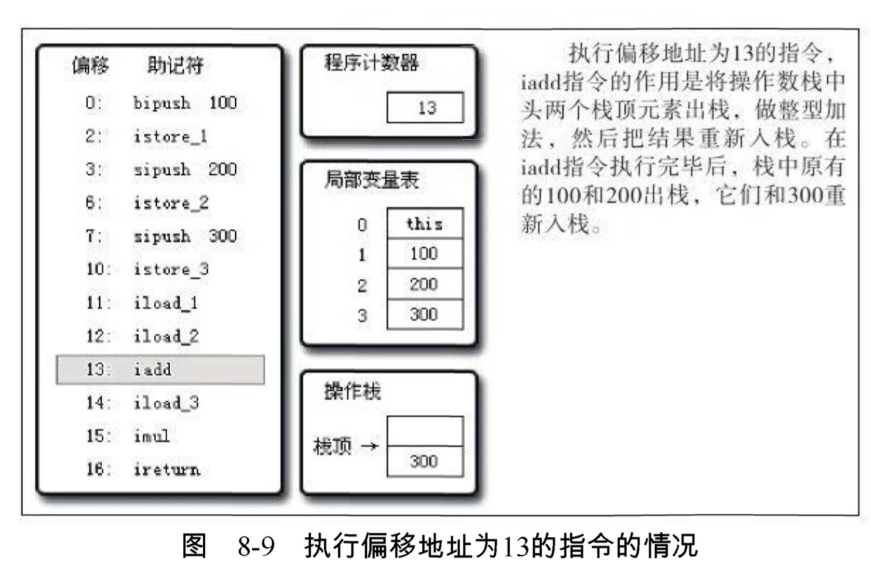 偏移 助记符
0: bipush 100
2: istore_1
3: sipush 200
6: istore_2
7: sipush 300
10: istore_3
11: iload_1
12: iload_2
13: iadd
14: iload_3
15: imul
16: ireturn
程序计数器
13
局部变量表
0 this
1 100
2 200
3 300
操作栈
栈顶 →
300
执行偏移地址为13的指令，
iadd指令的作用是将操作数栈中
头两个栈顶元素出栈，做整型加
法，然后把结果重新入栈。在
iadd指令执行完毕后，栈中原有
的100和200出栈，它们和300重
新入栈。
图 8-9 执行偏移地址为13的指令的情况